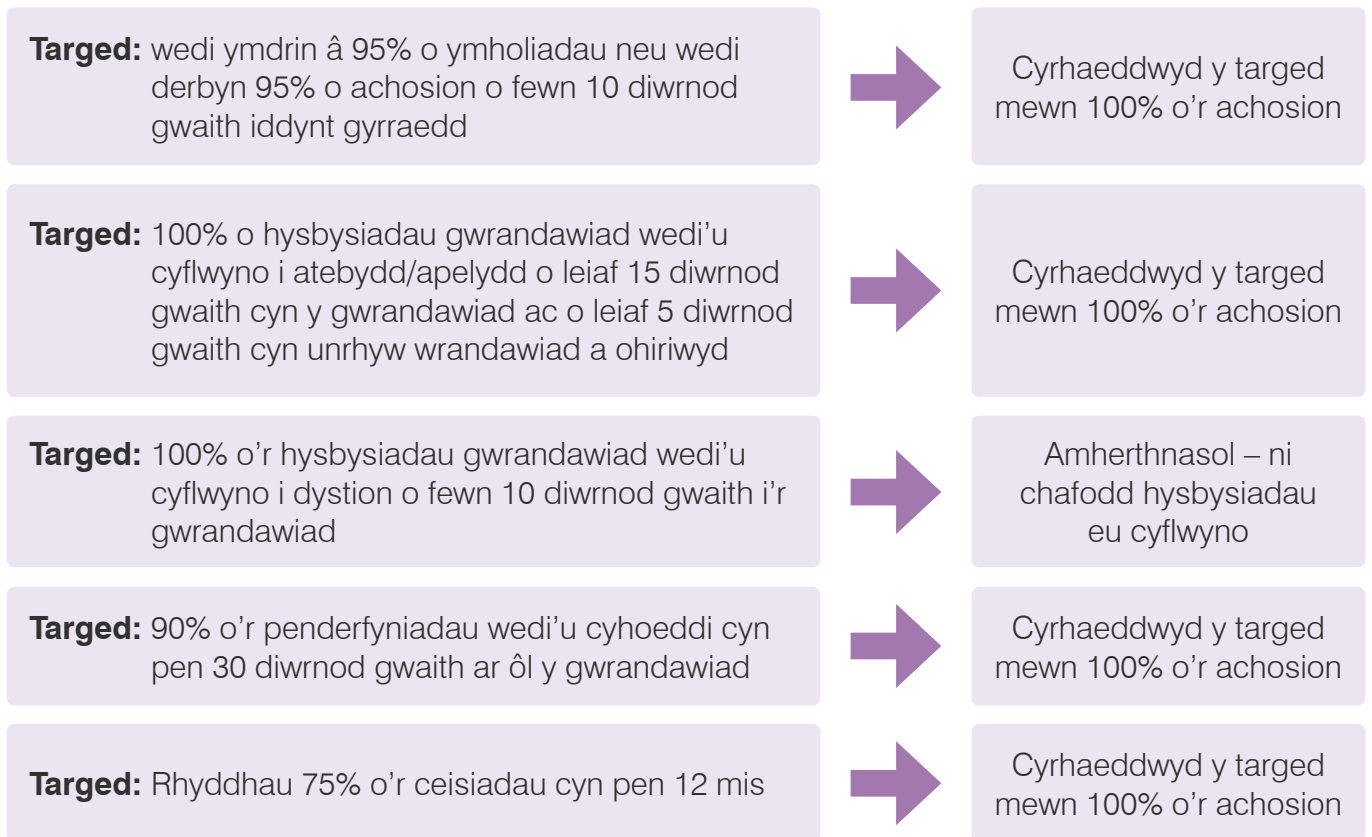 Targed: wedi ymdrin â 95% o ymholiadau neu wedi
derbyn 95% o achosion o fewn 10 diwrnod
gwaith iddynt gyrraedd
Cyrhaeddwyd y targed
mewn 100% o’r achosion
Targed: 100% o hysbysiadau gwrandawiad wedi’u
cyflwyno i atebydd/apelydd o leiaf 15 diwrnod
gwaith cyn y gwrandawiad ac o leiaf 5 diwrnod
gwaith cyn unrhyw wrandawiad a ohiriwyd
Cyrhaeddwyd y targed
mewn 100% o’r achosion
Targed: 100% o’r hysbysiadau gwrandawiad wedi’u
cyflwyno i dystion o fewn 10 diwrnod gwaith i’r
gwrandawiad
Amherthnasol – ni
chafodd hysbysiadau
eu cyflwyno
Targed: 90% o’r penderfyniadau wedi’u cyhoeddi cyn
pen 30 diwrnod gwaith ar ôl y gwrandawiad
Cyrhaeddwyd y targed
mewn 100% o’r achosion
Targed: Rhyddhau 75% o’r ceisiadau cyn pen 12 mis
Cyrhaeddwyd y targed
mewn 100% o’r achosion